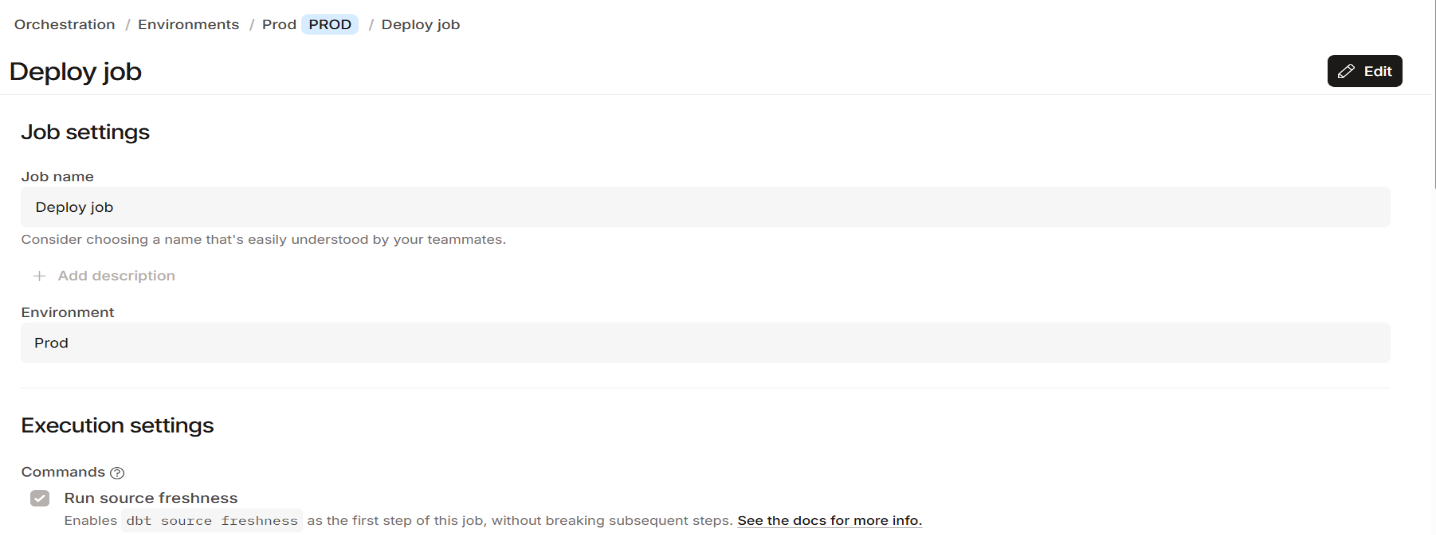 Orchestration / Environments / Prod PROD / Deploy job
Deploy job
Edit
Job settings
Job name
Deploy job
Consider choosing a name that's easily understood by your teammates.
+ Add description
Environment
Prod
Execution settings
Commands ?
Run source freshness
Enables dbt source freshness as the first step of this job, without breaking subsequent steps. See the docs for more info.